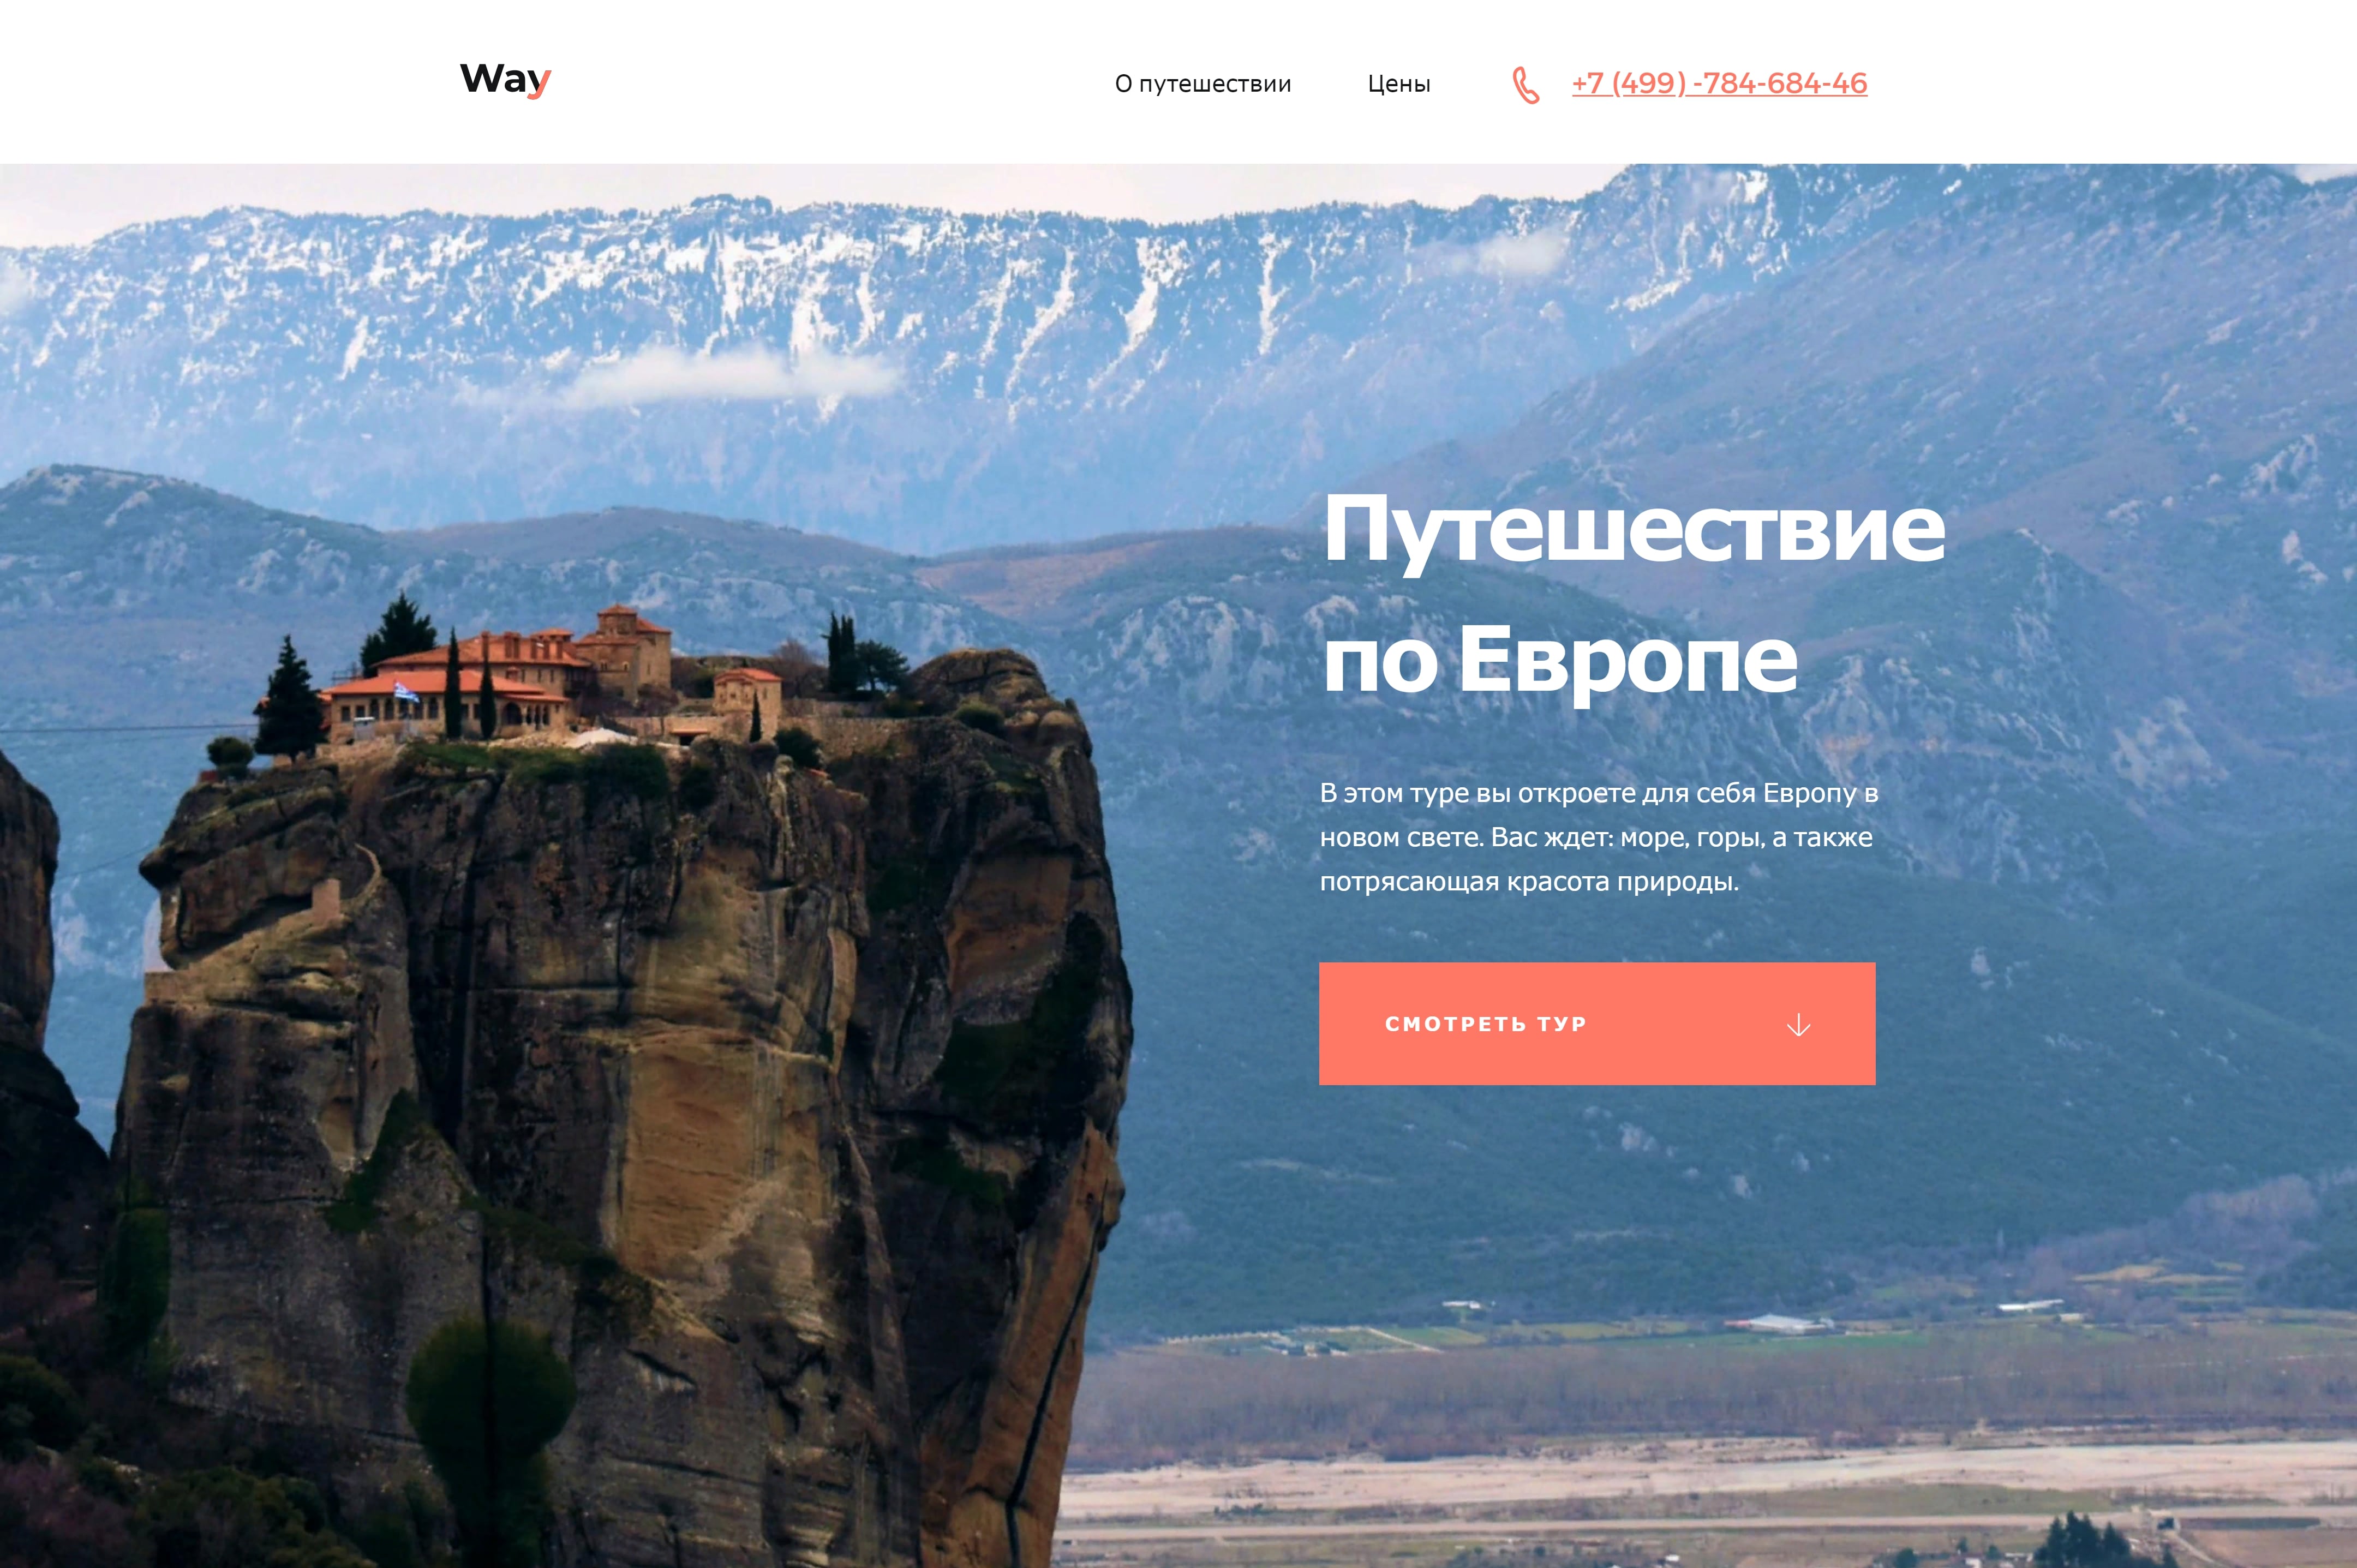 Way
О путешествии
Цены
+7 (499) -784-684-46
Путешествие
по Европе
В этом туре вы откроете для себя Европу в
новом свете. Вас ждет: море, горы, а также
потрясающая красота природы.
СМОТРЕТЬ ТУР